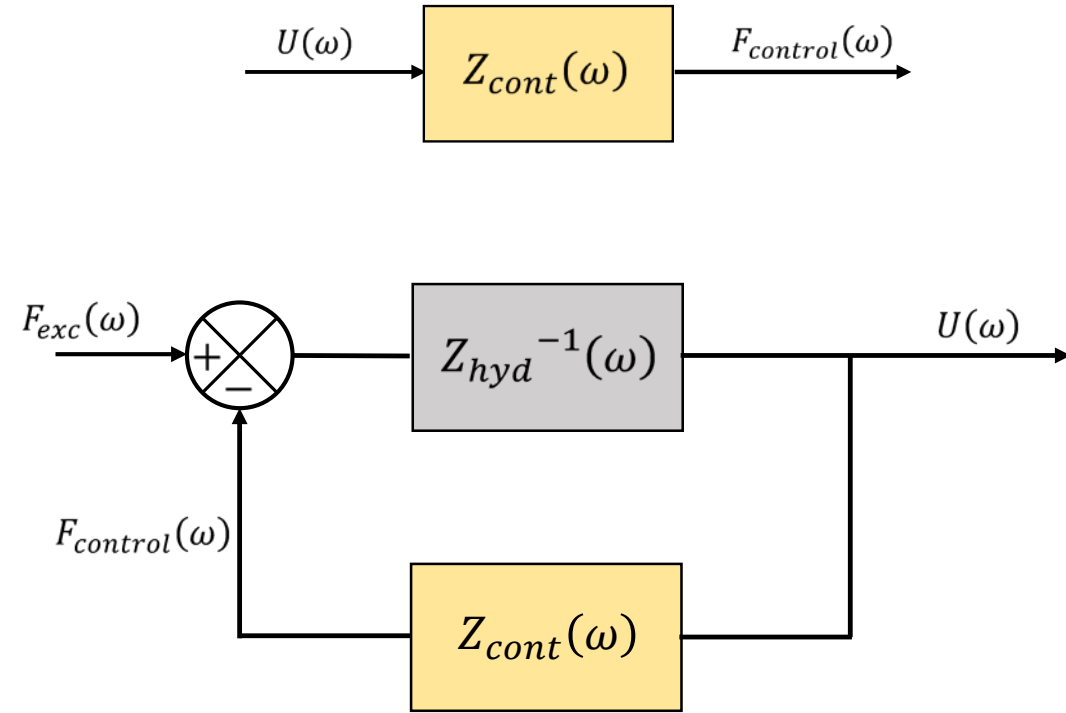 U(ω)
Z_cont(ω)
F_control(ω)
F_exc(ω)
+
−
Z_hyd^−1(ω)
U(ω)
F_control(ω)
Z_cont(ω)